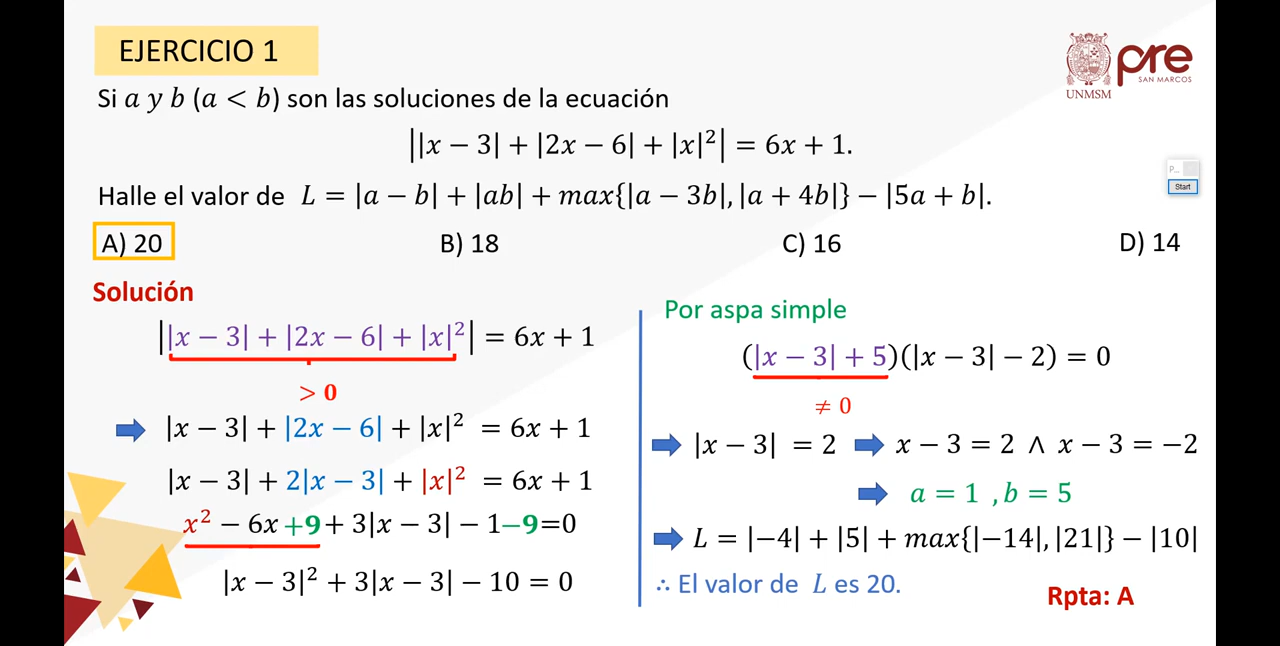 EJERCICIO 1
pre
SAN MARCOS
UNMSM
Si a y b (a < b) son las soluciones de la ecuación
||x − 3| + |2x − 6| + |x|²| = 6x + 1.
P...
Start
Halle el valor de L = |a − b| + |ab| + max{|a − 3b|, |a + 4b|} − |5a + b|.
A) 20 B) 18 C) 16 D) 14
Solución
||x − 3| + |2x − 6| + |x|²| = 6x + 1
> 0
|x − 3| + |2x − 6| + |x|² = 6x + 1
|x − 3| + 2|x − 3| + |x|² = 6x + 1
x² − 6x +9 + 3|x − 3| − 1−9=0
|x − 3|² + 3|x − 3| − 10 = 0
Por aspa simple
(|x − 3| + 5)(|x − 3| − 2) = 0
≠ 0
|x − 3| = 2 x − 3 = 2 ∧ x − 3 = −2
a = 1 , b = 5
L = |−4| + |5| + max{|−14|, |21|} − |10|
∴ El valor de L es 20.
Rpta: A